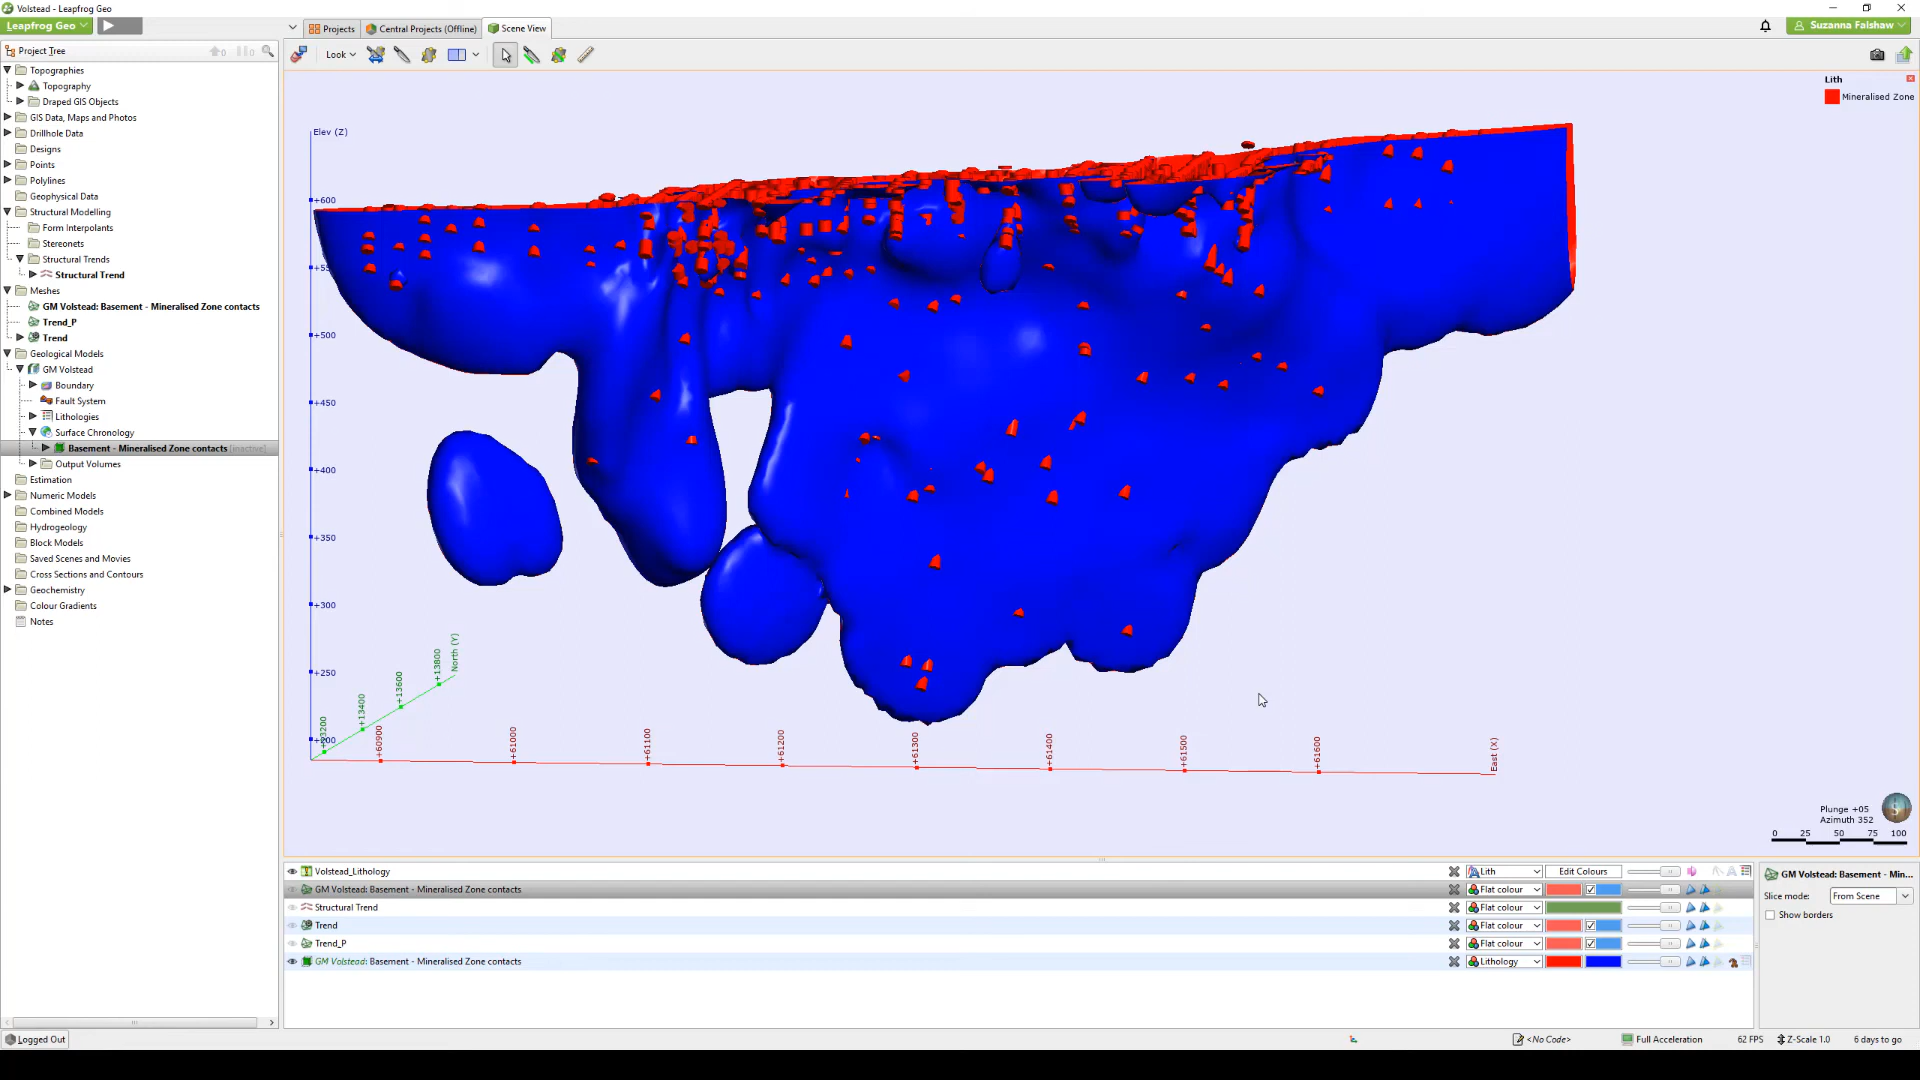 Volstead - Leapfrog Geo
Leapfrog Geo
Projects
Central Projects (Offline)
Scene View
Suzanna Falshaw
Project Tree
Look
Topographies
Topography
Draped GIS Objects
GIS Data, Maps and Photos
Drillhole Data
Designs
Points
Polylines
Geophysical Data
Structural Modelling
Form Interpolants
Stereonets
Structural Trends
Structural Trend
Meshes
GM Volstead: Basement - Mineralised Zone contacts
Trend_P
Trend
Geological Models
GM Volstead
Boundary
Fault System
Lithologies
Surface Chronology
Basement - Mineralised Zone contacts (inactive)
Output Volumes
Estimation
Numeric Models
Combined Models
Hydrogeology
Block Models
Saved Scenes and Movies
Cross Sections and Contours
Geochemistry
Colour Gradients
Notes
Logged Out
Lith
Mineralised Zone
Elev (Z)
+600
+500
+450
+400
+350
+300
+250
+200
North (Y)
+13800
+13600
+13400
+60900
+61000
+61100
+61200
+61300
+61400
+61500
+61600
East (X)
Plunge +05
Azimuth 352
0 25 50 75 100
Volstead_Lithology
Lith
Edit Colours
GM Volstead: Basement - Mineralised Zone contacts
Flat colour
Structural Trend
Flat colour
Trend
Flat colour
Trend_P
Flat colour
GM Volstead: Basement - Mineralised Zone contacts
Lithology
GM Volstead: Basement - Min...
Slice mode:
From Scene
Show borders
<No Code>
Full Acceleration
62 FPS
Z-Scale 1.0
6 days to go